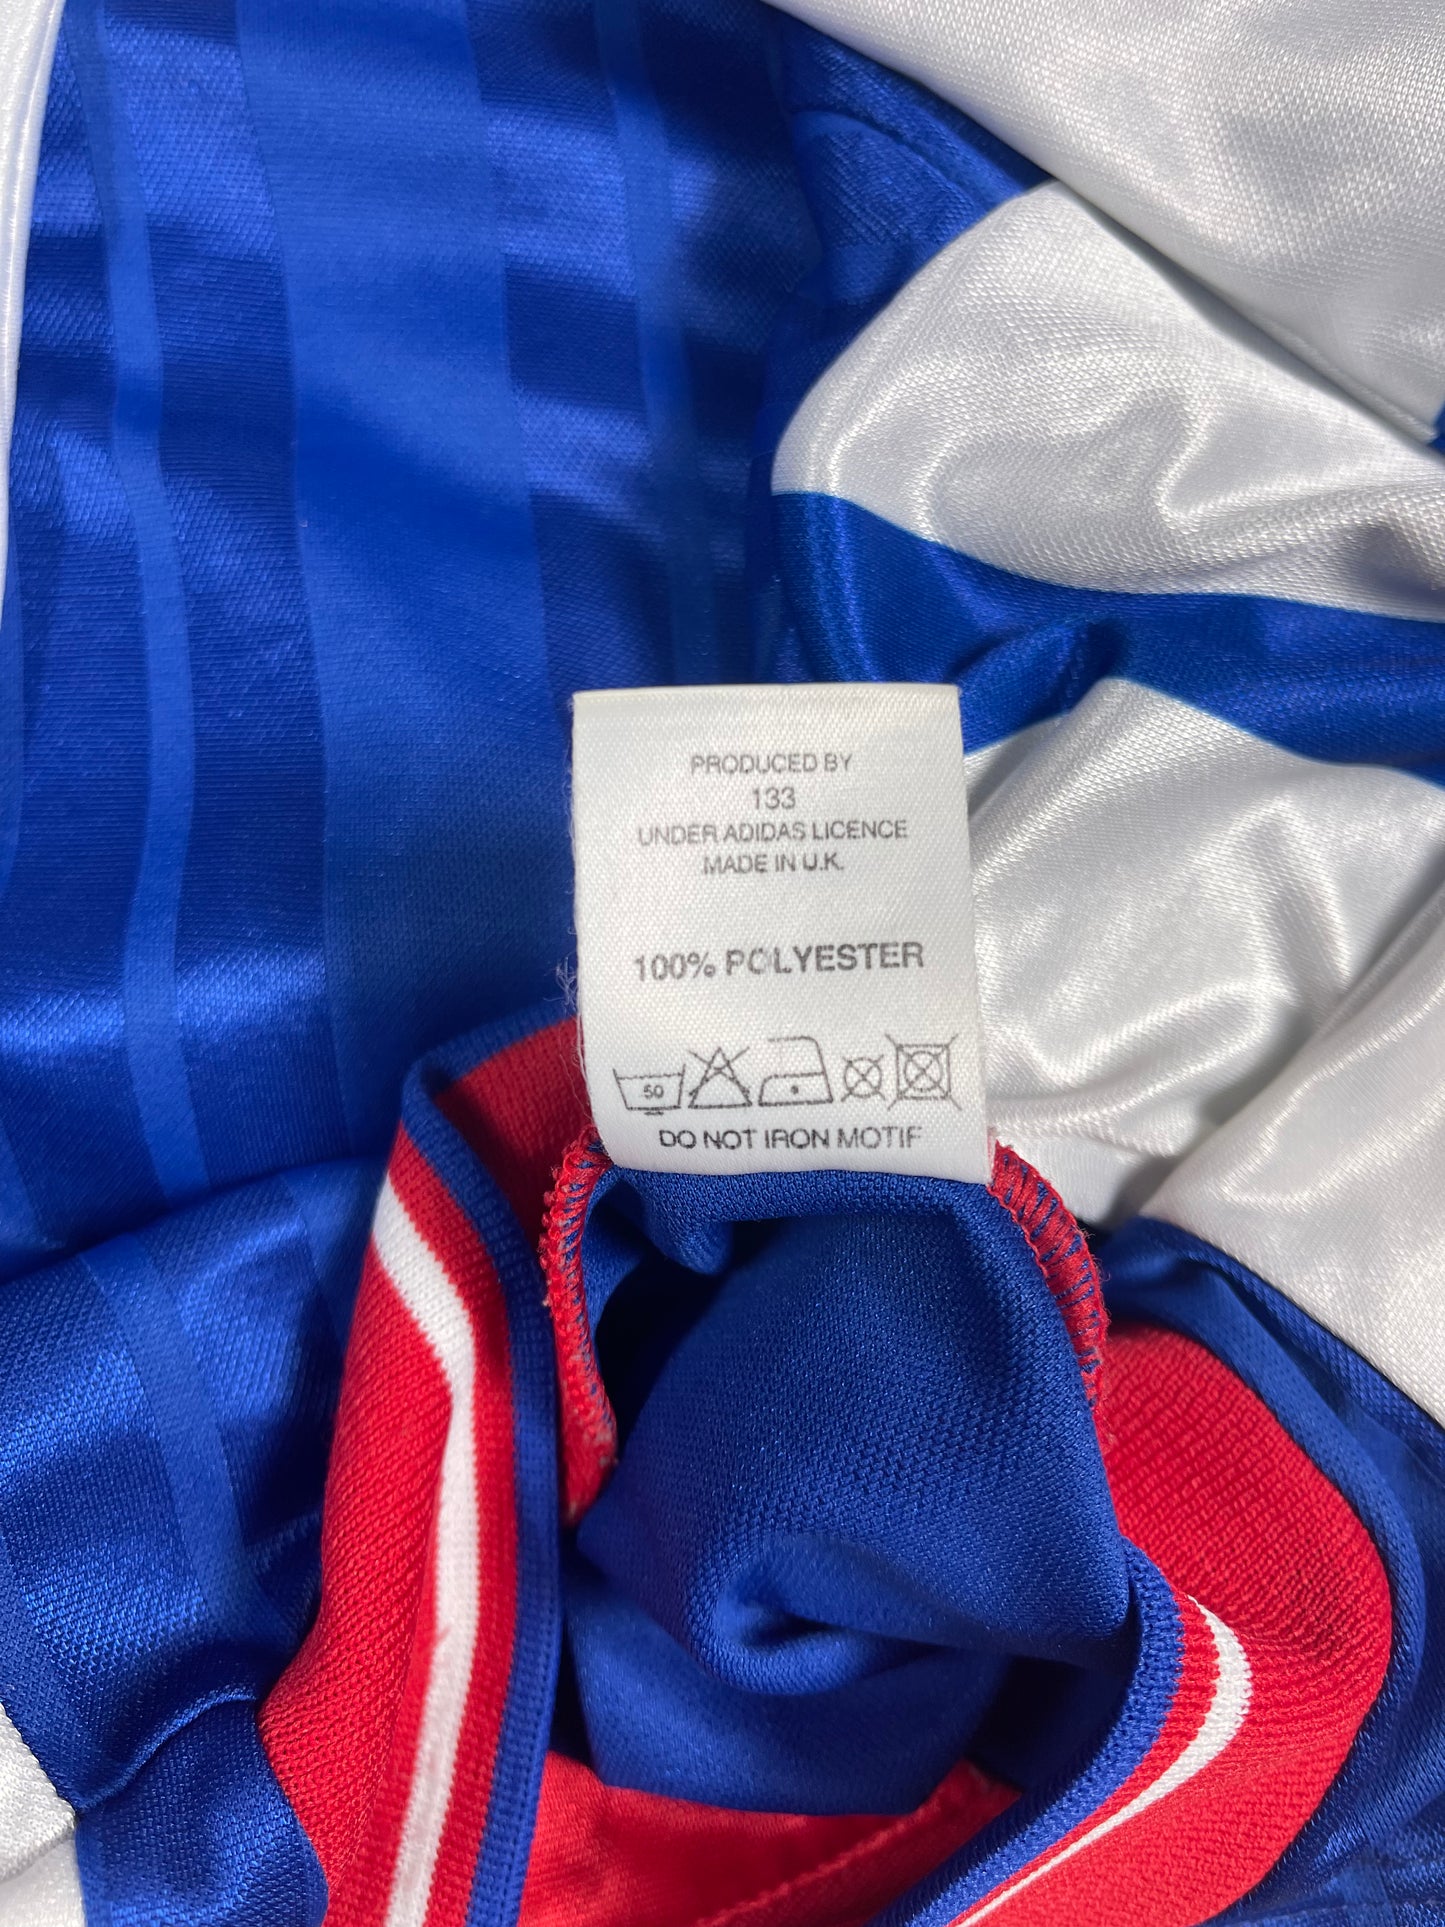 PRODUCED BY
133
UNDER ADIDAS LICENCE
MADE IN U.K.
100% POLYESTER
50
DO NOT IRON MOTIF